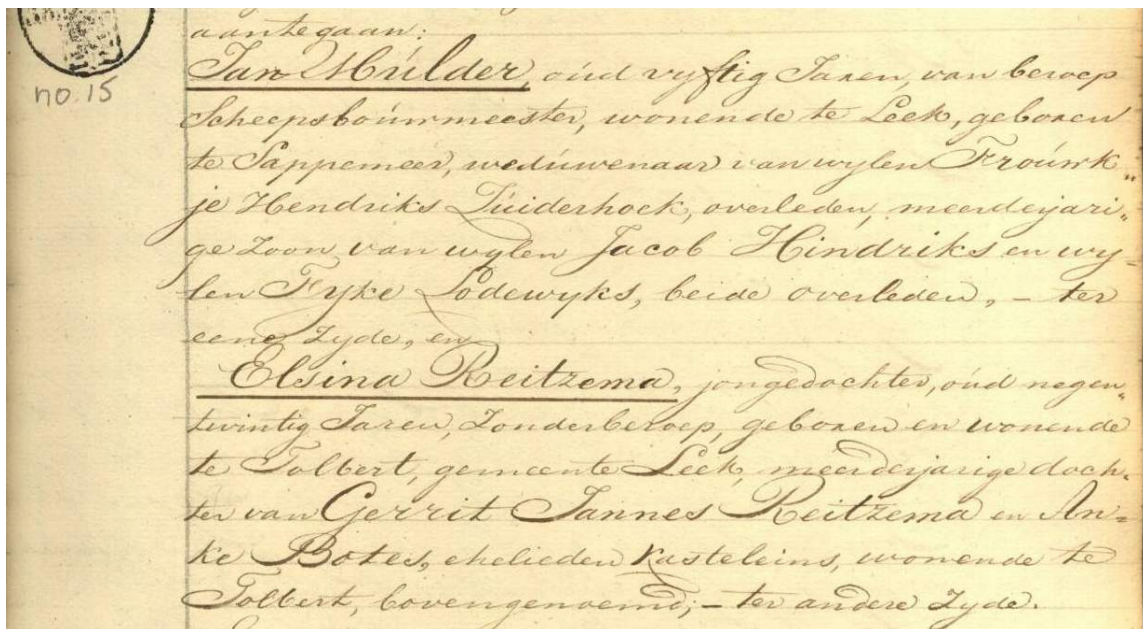 aantegaan:
Jan Mulder, oud vyftig Jaren, van beroep
no. 15
Scheepsbouwmeester, wonende te Leek, geboren
te Sappemeer, weduwenaar van wylen Frouwk„
je Hendriks Tuiderhoek, overleden, meerderjari„
ge Zoon van wylen Jacob Hindriks en wy-
len Fyke Lodewyks, beide overleden, - ter
eene Zyde, en
Elsina Reitzema, jongedochter, oud negen„
twintig Jaren, Zonder beroep, geboren en wonende
te Tolbert, gemeente Leek, meerderjarige doch„
ter van Gerrit Jannes Reitzema en An=
ke Botes, ehelieden Kasteleins, wonende te
Tolbert, bovengenoemd; - ter andere Zyde.